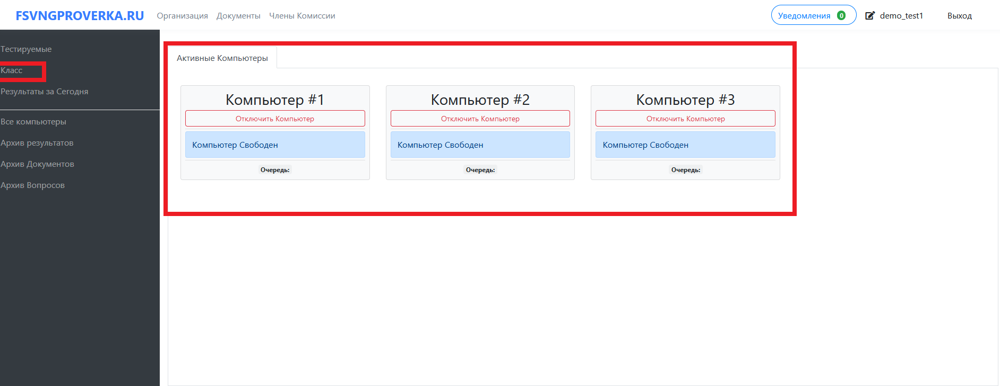 FSVNGPROVERKA.RU Организация Документы Члены Комиссии Уведомления 0 demo_test1 Выход
Тестируемые
Класс
Результаты за Сегодня
Все компьютеры
Архив результатов
Архив Документов
Архив Вопросов
Активные Компьютеры
Компьютер #1
Отключить Компьютер
Компьютер Свободен
Очередь:
Компьютер #2
Отключить Компьютер
Компьютер Свободен
Очередь:
Компьютер #3
Отключить Компьютер
Компьютер Свободен
Очередь: